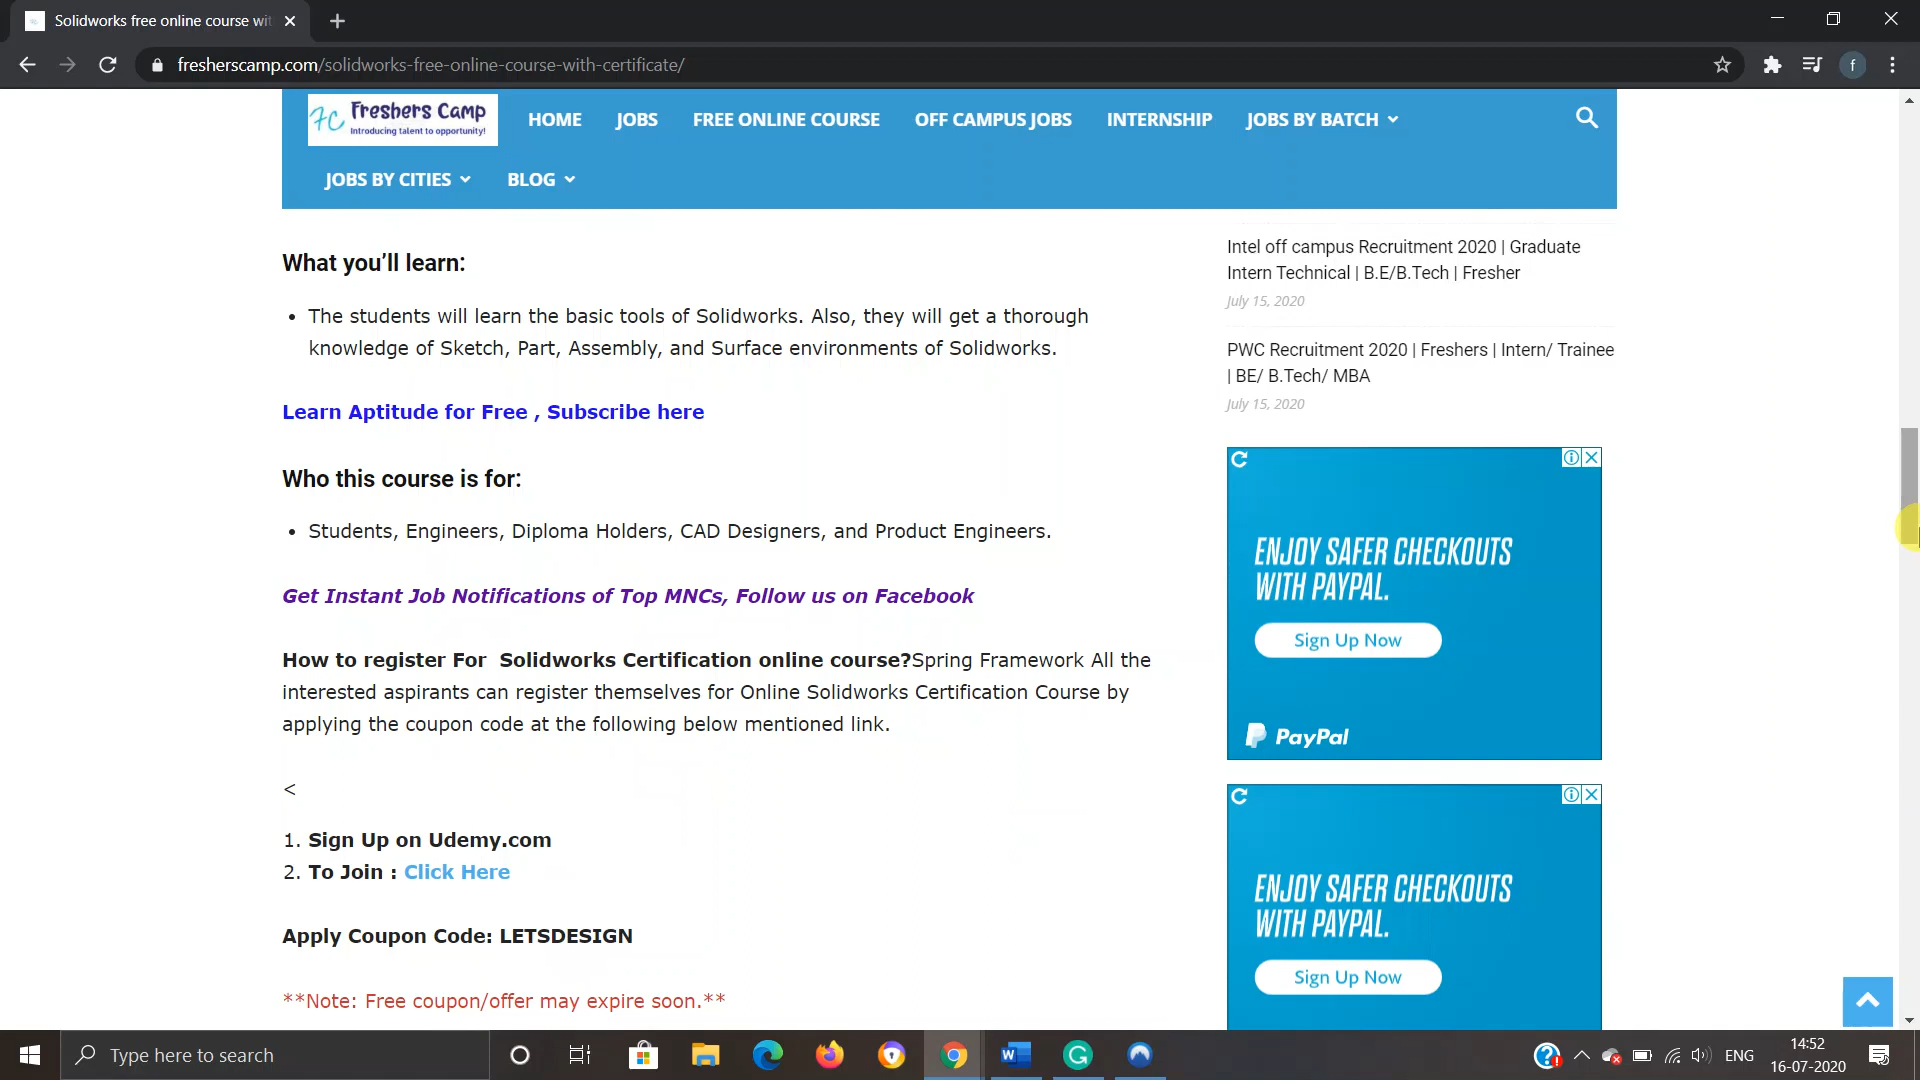 Solidworks free online course wit
fresherscamp.com/solidworks-free-online-course-with-certificate/
f
FC Freshers Camp
Introducing talent to opportunity!
HOME
JOBS
FREE ONLINE COURSE
OFF CAMPUS JOBS
INTERNSHIP
JOBS BY BATCH
JOBS BY CITIES
BLOG
What you’ll learn:
• The students will learn the basic tools of Solidworks. Also, they will get a thorough
knowledge of Sketch, Part, Assembly, and Surface environments of Solidworks.
Learn Aptitude for Free , Subscribe here
Who this course is for:
• Students, Engineers, Diploma Holders, CAD Designers, and Product Engineers.
Get Instant Job Notifications of Top MNCs, Follow us on Facebook
How to register For  Solidworks Certification online course?Spring Framework All the
interested aspirants can register themselves for Online Solidworks Certification Course by
applying the coupon code at the following below mentioned link.
<
1. Sign Up on Udemy.com
2. To Join : Click Here
Apply Coupon Code: LETSDESIGN
**Note: Free coupon/offer may expire soon.**
Intel off campus Recruitment 2020 | Graduate
Intern Technical | B.E/B.Tech | Fresher
July 15, 2020
PWC Recruitment 2020 | Freshers | Intern/ Trainee
| BE/ B.Tech/ MBA
July 15, 2020
ENJOY SAFER CHECKOUTS
WITH PAYPAL.
Sign Up Now
PayPal
ENJOY SAFER CHECKOUTS
WITH PAYPAL.
Sign Up Now
Type here to search
ENG
14:52
16-07-2020